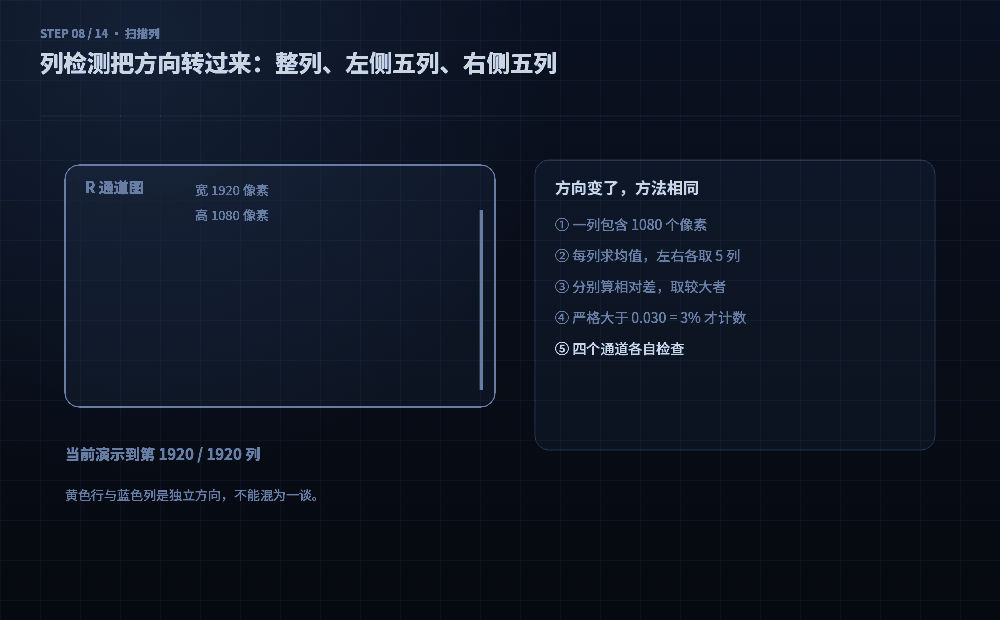 STEP 08 / 14 · 扫描列
列检测把方向转过来：整列、左侧五列、右侧五列
R 通道图
宽 1920 像素
高 1080 像素
当前演示到第 1920 / 1920 列
黄色行与蓝色列是独立方向，不能混为一谈。
方向变了，方法相同
① 一列包含 1080 个像素
② 每列求均值，左右各取 5 列
③ 分别算相对差，取较大者
④ 严格大于 0.030 = 3% 才计数
⑤ 四个通道各自检查